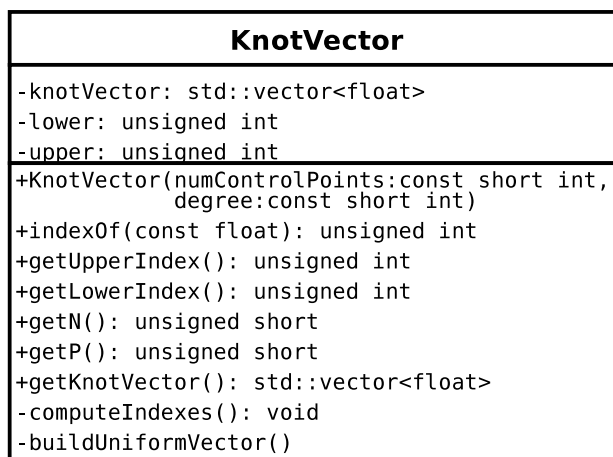 KnotVector
-knotVector: std::vector<float>
-lower: unsigned int
-upper: unsigned int
+KnotVector(numControlPoints:const short int,
degree:const short int)
+indexOf(const float): unsigned int
+getUpperIndex(): unsigned int
+getLowerIndex(): unsigned int
+getN(): unsigned short
+getP(): unsigned short
+getKnotVector(): std::vector<float>
-computeIndexes(): void
-buildUniformVector()